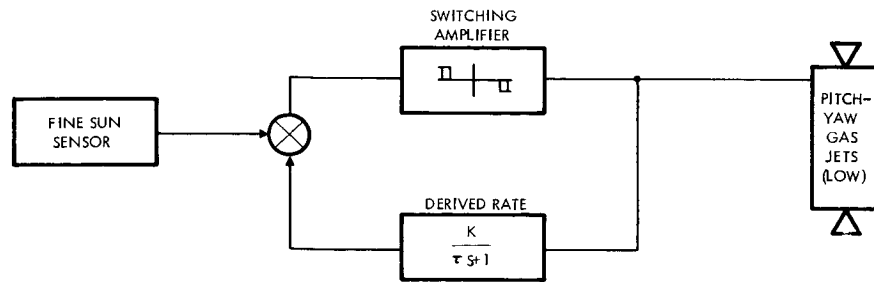 SWITCHING
AMPLIFIER
FINE SUN
SENSOR
PITCH-
YAW
GAS
JETS
(LOW)
DERIVED RATE
K
τ S+1